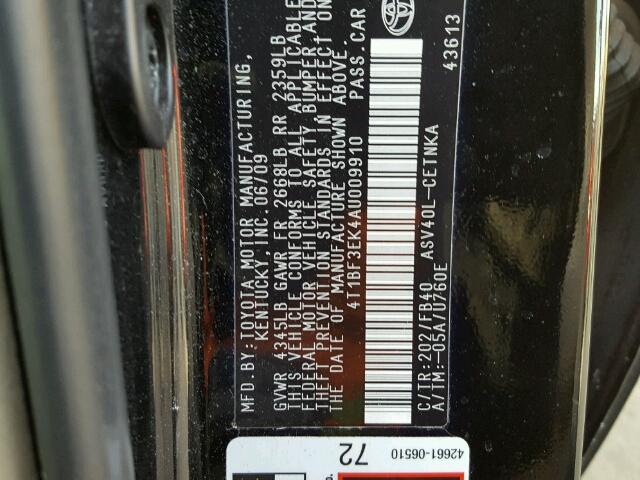 MFD.BY:TOYOTA MOTOR MANUFACTURING,
KENTUCKY,INC. 06/09
GVWR 4345LB GAWR FR 2668LB RR 2359LB
THIS VEHICLE CONFORMS TO ALL APPLICABLE
FEDERAL MOTOR VEHICLE SAFETY,BUMPER AND
THEFT PREVENTION STANDARDS IN EFFECT ON
THE DATE OF MANUFACTURE SHOWN ABOVE.
4T1BF3EK4AU009910 PASS.CAR
C/TR:202/FB40 ASV40L-CETNKA
A/TM:-05A/U760E
43613
72
42661-06510